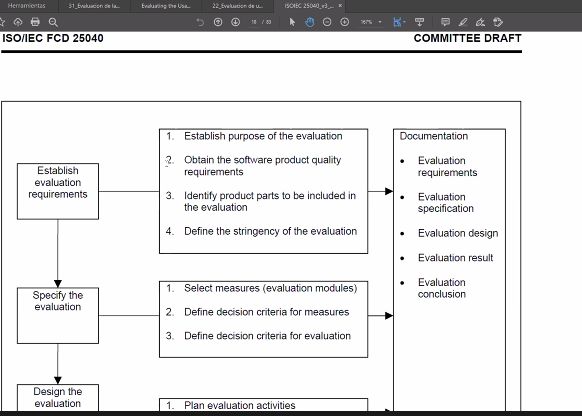 Herramientas
31_Evaluacion de la...
Evaluating the Usa...
22_Evaluacion de u...
ISOIEC 25040_v3_...
×
18 / 83
167%
ISO/IEC FCD 25040
COMMITTEE DRAFT
Establish
evaluation
requirements
1. Establish purpose of the evaluation
2. Obtain the software product quality
requirements
3. Identify product parts to be included in
the evaluation
4. Define the stringency of the evaluation
Documentation
• Evaluation
requirements
• Evaluation
specification
• Evaluation design
• Evaluation result
• Evaluation
conclusion
Specify the
evaluation
1. Select measures (evaluation modules)
2. Define decision criteria for measures
3. Define decision criteria for evaluation
Design the
evaluation
1. Plan evaluation activities